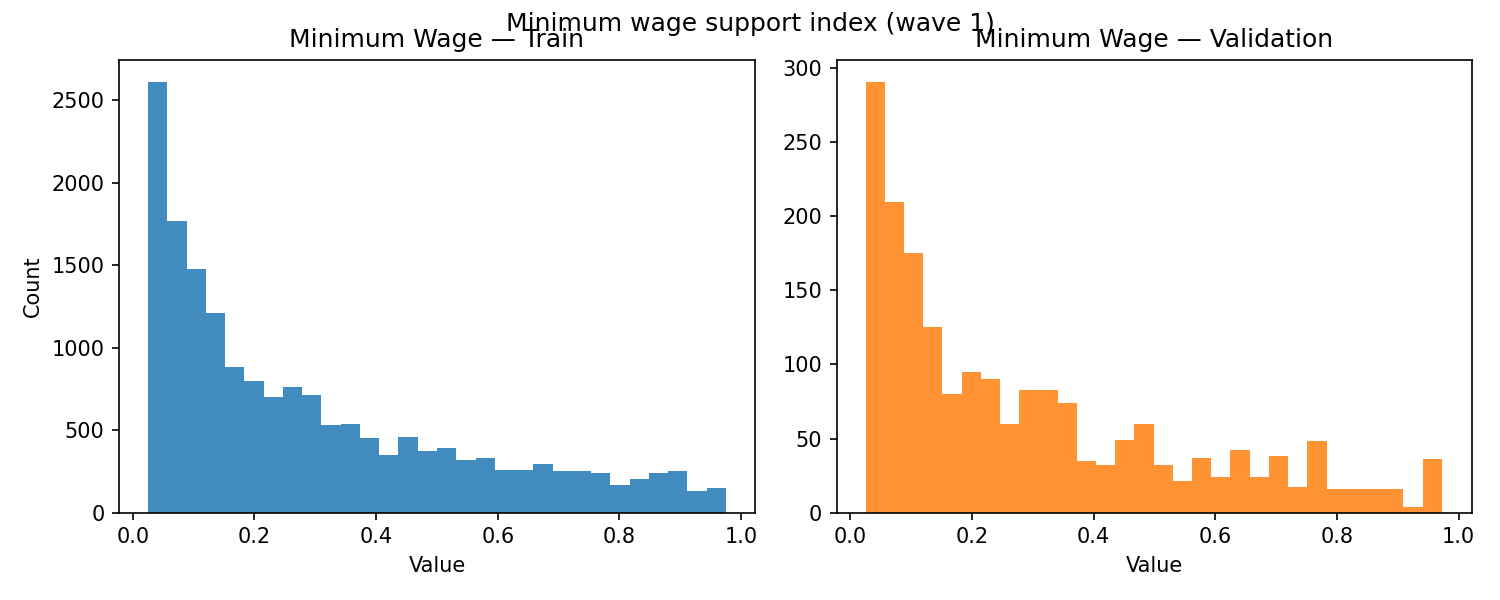 Minimum wage support index (wave 1)
Minimum Wage — Train
Minimum Wage — Validation
2500
2000
1500
1000
500
0
Count
0.0 0.2 0.4 0.6 0.8 1.0
Value
300
250
200
150
100
50
0
0.0 0.2 0.4 0.6 0.8 1.0
Value